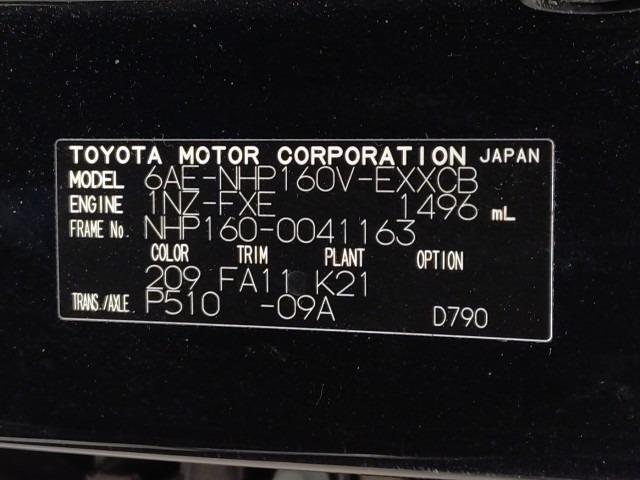 TOYOTA MOTOR CORPORATION JAPAN
MODEL 6AE-NHP160V-EXXCB
ENGINE 1NZ-FXE 1496 mL
FRAME No. NHP160-0041163
COLOR TRIM PLANT OPTION
209 FA11 K21
TRANS./AXLE P510 -09A D790